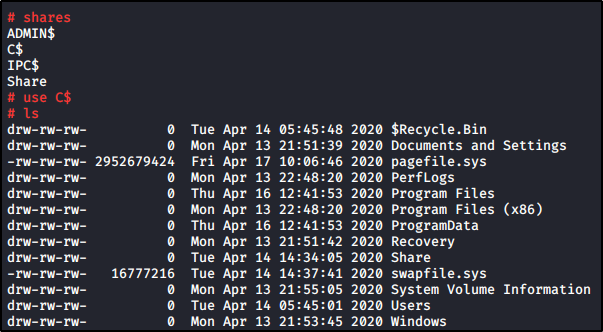 # shares
ADMIN$
C$
IPC$
Share
# use C$
# ls
drw-rw-rw-          0  Tue Apr 14 05:45:48 2020 $Recycle.Bin
drw-rw-rw-          0  Mon Apr 13 21:51:39 2020 Documents and Settings
-rw-rw-rw- 2952679424  Fri Apr 17 10:06:46 2020 pagefile.sys
drw-rw-rw-          0  Mon Apr 13 22:48:20 2020 PerfLogs
drw-rw-rw-          0  Thu Apr 16 12:41:53 2020 Program Files
drw-rw-rw-          0  Mon Apr 13 22:48:20 2020 Program Files (x86)
drw-rw-rw-          0  Thu Apr 16 12:41:53 2020 ProgramData
drw-rw-rw-          0  Mon Apr 13 21:51:42 2020 Recovery
drw-rw-rw-          0  Tue Apr 14 14:34:05 2020 Share
-rw-rw-rw-   16777216  Tue Apr 14 14:37:41 2020 swapfile.sys
drw-rw-rw-          0  Mon Apr 13 21:55:05 2020 System Volume Information
drw-rw-rw-          0  Tue Apr 14 05:45:01 2020 Users
drw-rw-rw-          0  Mon Apr 13 21:53:45 2020 Windows